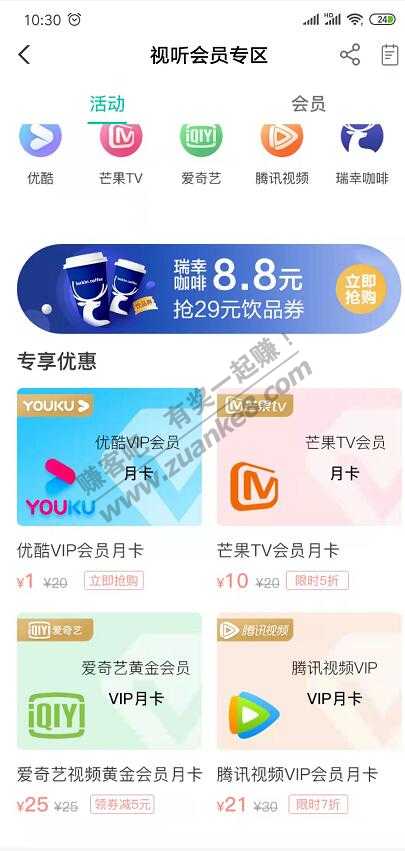 10:30
HD
24
视听会员专区
活动
会员
优酷
芒果TV
爱奇艺
腾讯视频
瑞幸咖啡
luckin coffee
饮品券
瑞幸咖啡 8.8元
抢29元饮品券
立即抢购
专享优惠
YOUKU
优酷VIP会员
月卡
YOUKU
优酷VIP会员月卡
¥1 ¥20 立即抢购
芒果tv
芒果TV会员
月卡
芒果TV会员月卡
¥10 ¥20 限时5折
iQIYI 爱奇艺
爱奇艺黄金会员
VIP月卡
iQIYI
爱奇艺视频黄金会员月卡
¥25 ¥25 领券减5元
腾讯视频
腾讯视频VIP
VIP月卡
腾讯视频VIP会员月卡
¥21 ¥30 限时7折
赚客吧，有奖一起赚！
www.zuanke8.com